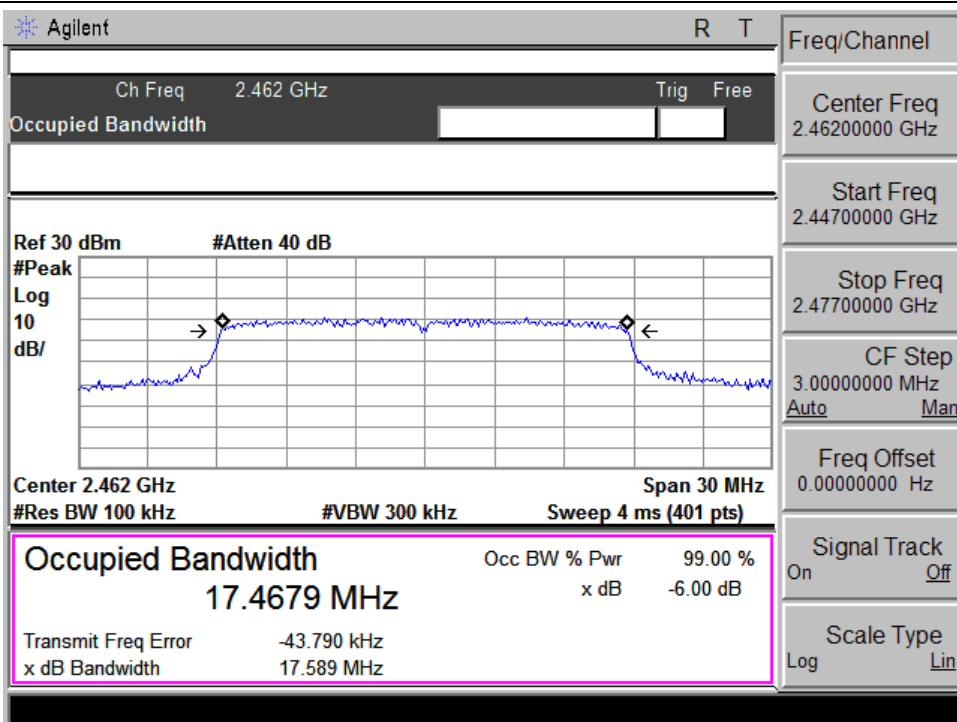 Agilent R T
Ch Freq 2.462 GHz Trig Free
Occupied Bandwidth
Ref 30 dBm #Atten 40 dB
#Peak
Log
10
dB/
Center 2.462 GHz Span 30 MHz
#Res BW 100 kHz #VBW 300 kHz Sweep 4 ms (401 pts)
Occupied Bandwidth Occ BW % Pwr 99.00 %
17.4679 MHz x dB -6.00 dB
Transmit Freq Error -43.790 kHz
x dB Bandwidth 17.589 MHz
Freq/Channel
Center Freq
2.46200000 GHz
Start Freq
2.44700000 GHz
Stop Freq
2.47700000 GHz
CF Step
3.00000000 MHz
Auto Man
Freq Offset
0.00000000 Hz
Signal Track
On Off
Scale Type
Log Lin